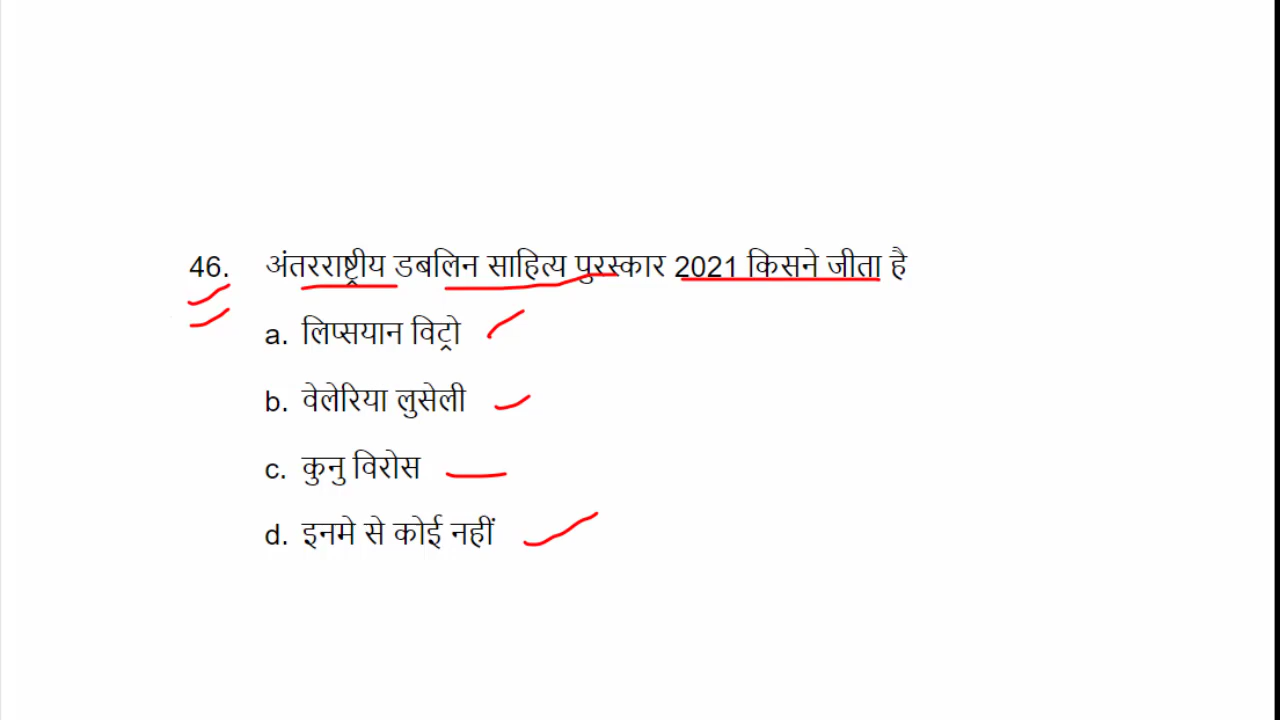 46. अंतरराष्ट्रीय डबलिन साहित्य पुरस्कार 2021 किसने जीता है
a. लिप्सयान विट्रो
b. वेलेरिया लुसेली
c. कुनु विरोस
d. इनमे से कोई नहीं